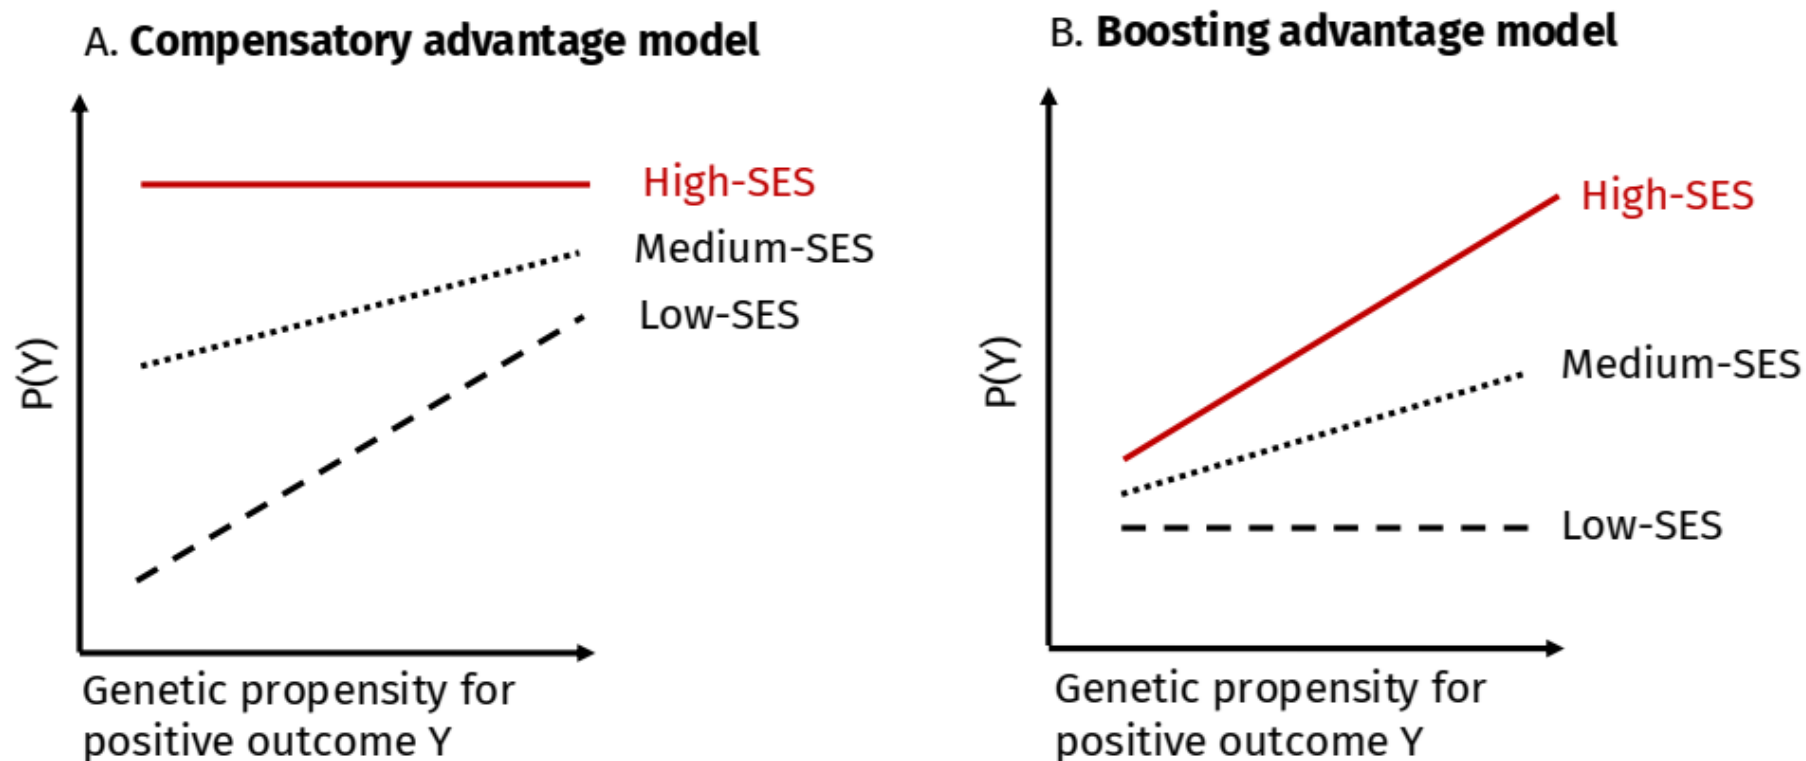 A. Compensatory advantage model
P(Y)
High-SES
Medium-SES
Low-SES
Genetic propensity for
positive outcome Y
B. Boosting advantage model
P(Y)
High-SES
Medium-SES
Low-SES
Genetic propensity for
positive outcome Y